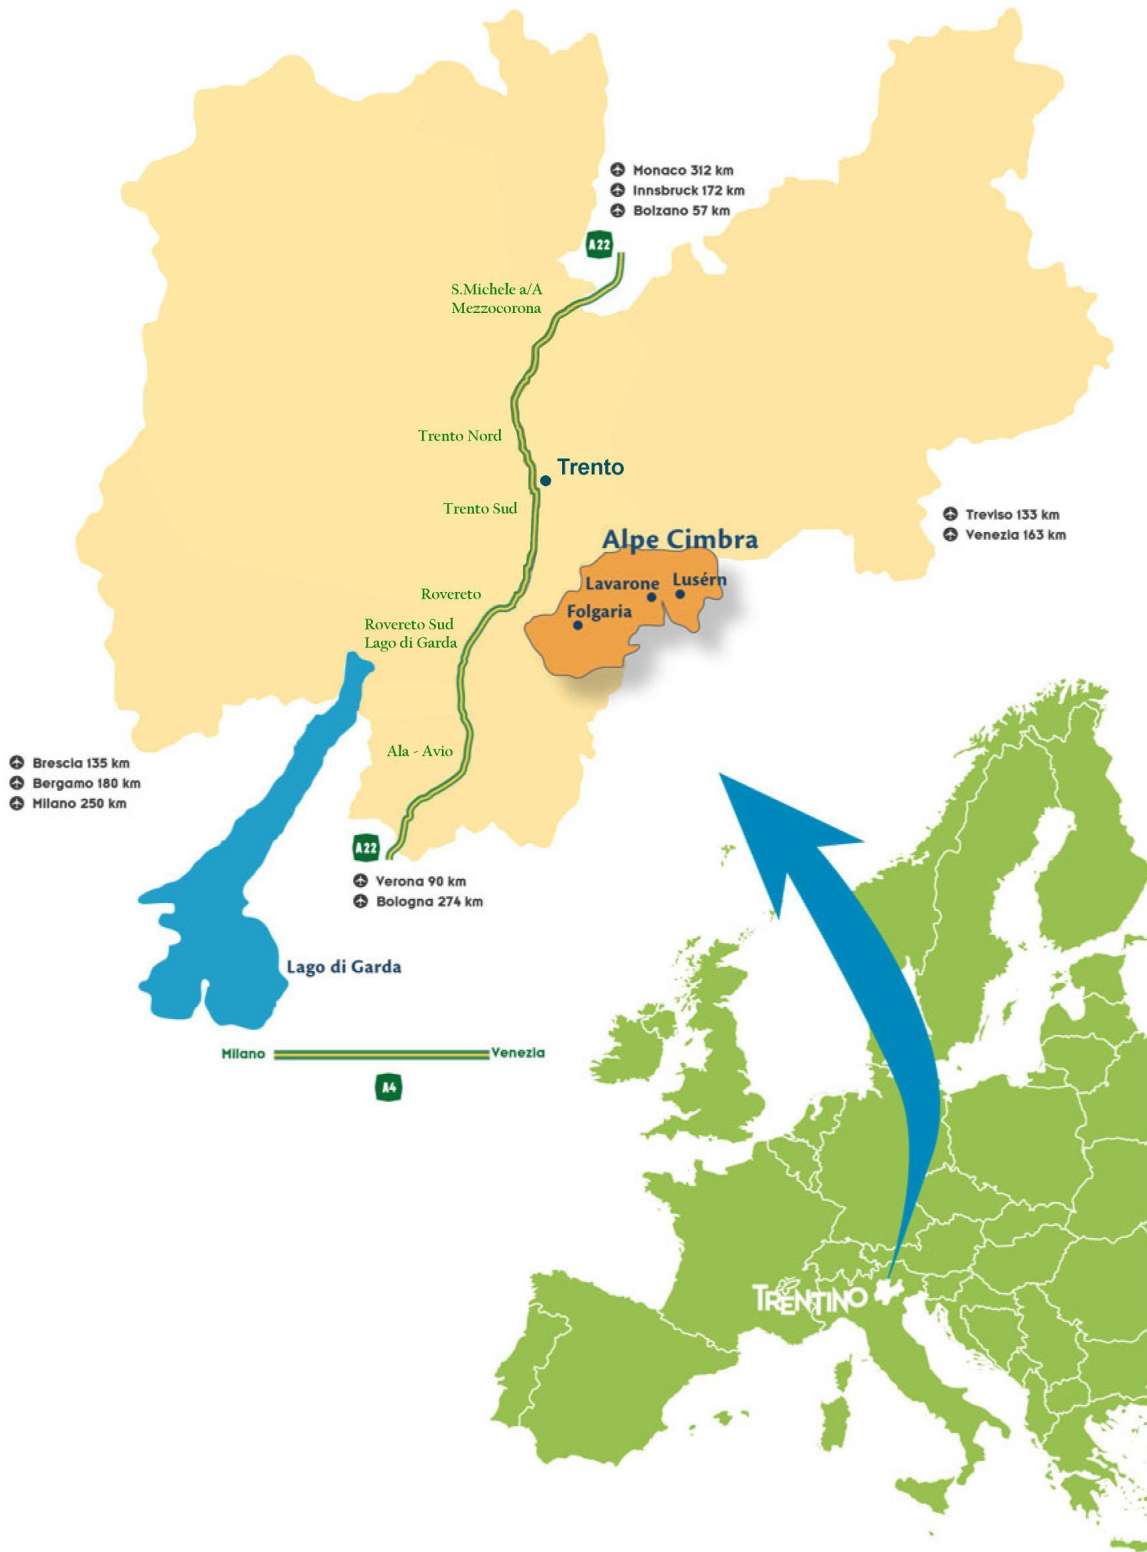 Monaco 312 km
Innsbruck 172 km
Bolzano 57 km
A22
S.Michele a/A
Mezzocorona
Trento Nord
Trento
Trento Sud
Treviso 133 km
Venezia 163 km
Alpe Cimbra
Lavarone
Lusérn
Folgaria
Rovereto
Rovereto Sud
Lago di Garda
Ala - Avio
Brescia 135 km
Bergamo 180 km
Milano 250 km
A22
Verona 90 km
Bologna 274 km
Lago di Garda
Milano
Venezia
A4
TRENTINO